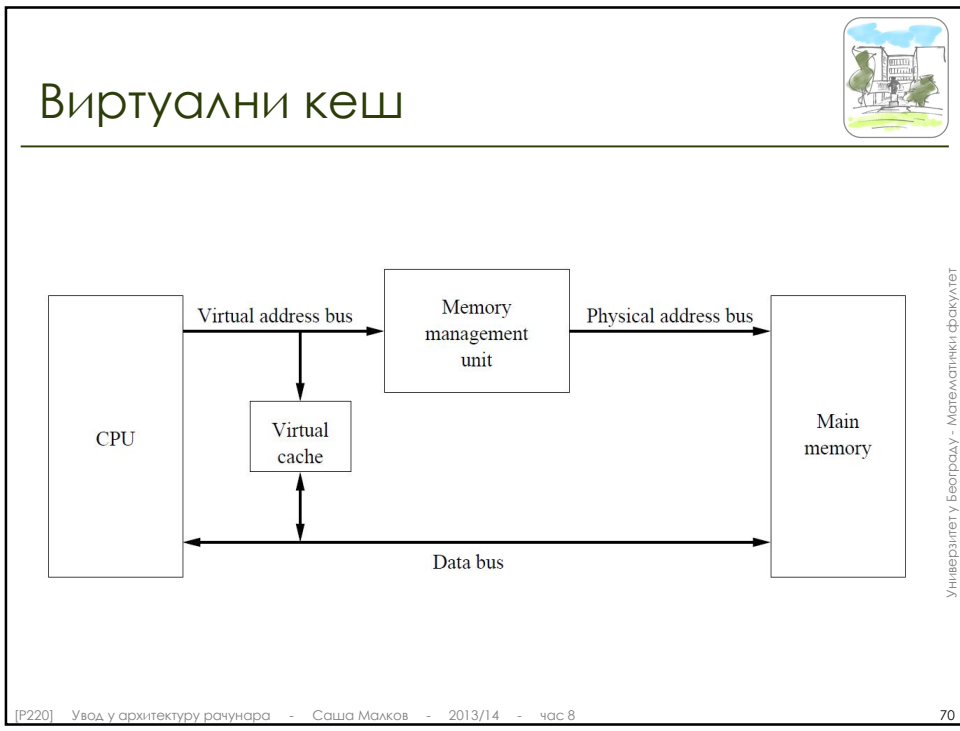 Виртуални кеш
Virtual address bus
Memory
management
unit
Physical address bus
CPU
Virtual
cache
Main
memory
Data bus
Универзитет у Београду - Математички факултет
[P220] Увод у архитектуру рачунара - Саша Малков - 2013/14 - час 8
70